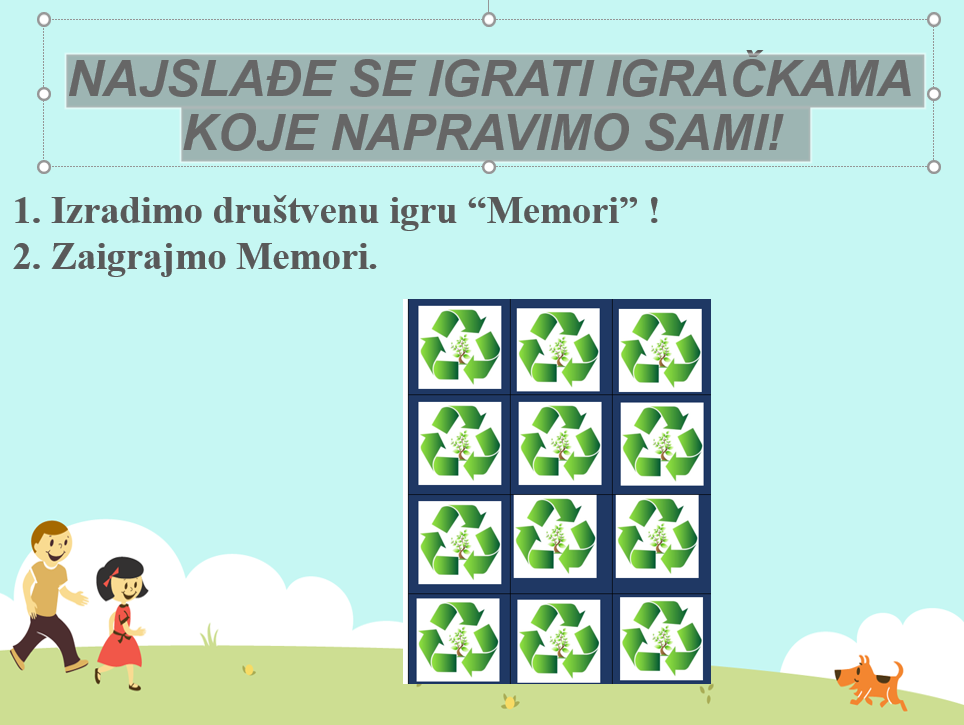 NAJSLAĐE SE IGRATI IGRAČKAMA
KOJE NAPRAVIMO SAMI!
1. Izradimo društvenu igru “Memori” !
2. Zaigrajmo Memori.